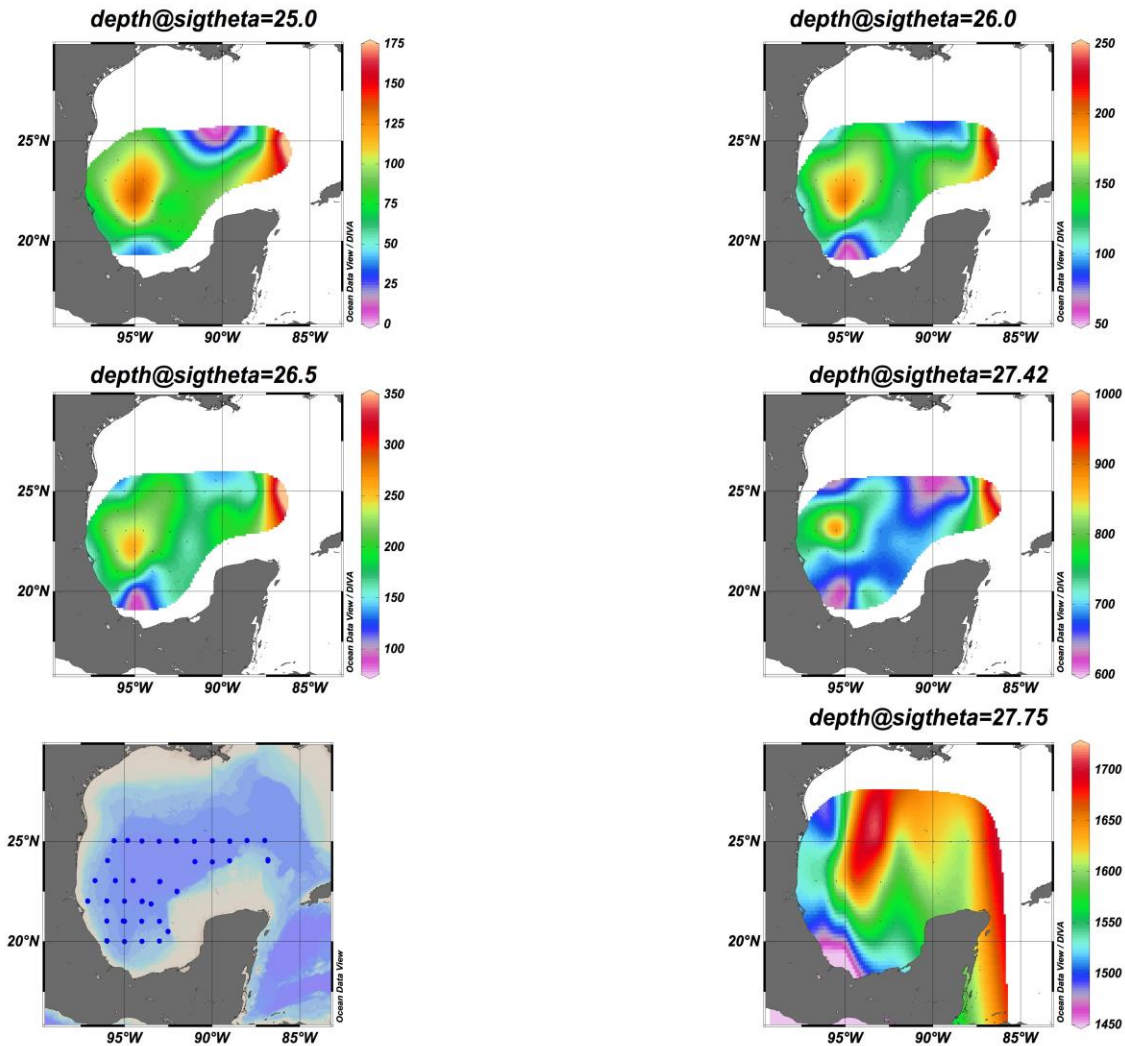 depth@sigtheta=25.0
25°N
20°N
95°W 90°W 85°W
175
150
125
100
75
50
25
0
Ocean Data View / DIVA
depth@sigtheta=26.0
25°N
20°N
95°W 90°W 85°W
250
200
150
100
50
Ocean Data View / DIVA
depth@sigtheta=26.5
25°N
20°N
95°W 90°W 85°W
350
300
250
200
150
100
Ocean Data View / DIVA
depth@sigtheta=27.42
25°N
20°N
95°W 90°W 85°W
1000
900
800
700
600
Ocean Data View / DIVA
25°N
20°N
95°W 90°W 85°W
Ocean Data View
depth@sigtheta=27.75
25°N
20°N
95°W 90°W 85°W
1700
1650
1600
1550
1500
1450
Ocean Data View / DIVA